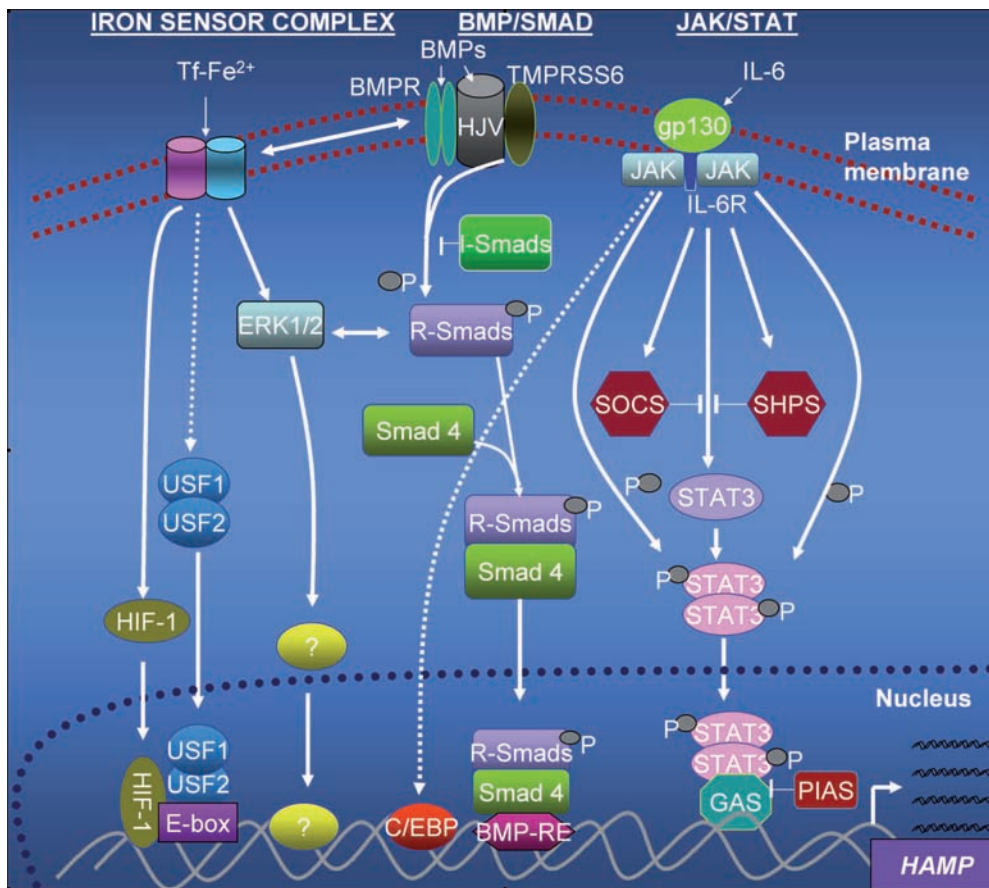 IRON SENSOR COMPLEX
BMP/SMAD
JAK/STAT
Tf-Fe²⁺
BMPs
BMPR
TMPRSS6
IL-6
HJV
gp130
Plasma
membrane
JAK
JAK
IL-6R
I-Smads
P
ERK1/2
R-Smads
P
SOCS
SHPS
Smad 4
USF1
USF2
P
STAT3
P
R-Smads
P
Smad 4
P
STAT3
STAT3
P
HIF-1
?
Nucleus
USF1
USF2
HIF-1
E-box
?
C/EBP
R-Smads
P
Smad 4
BMP-RE
P
STAT3
STAT3
P
GAS
PIAS
HAMP